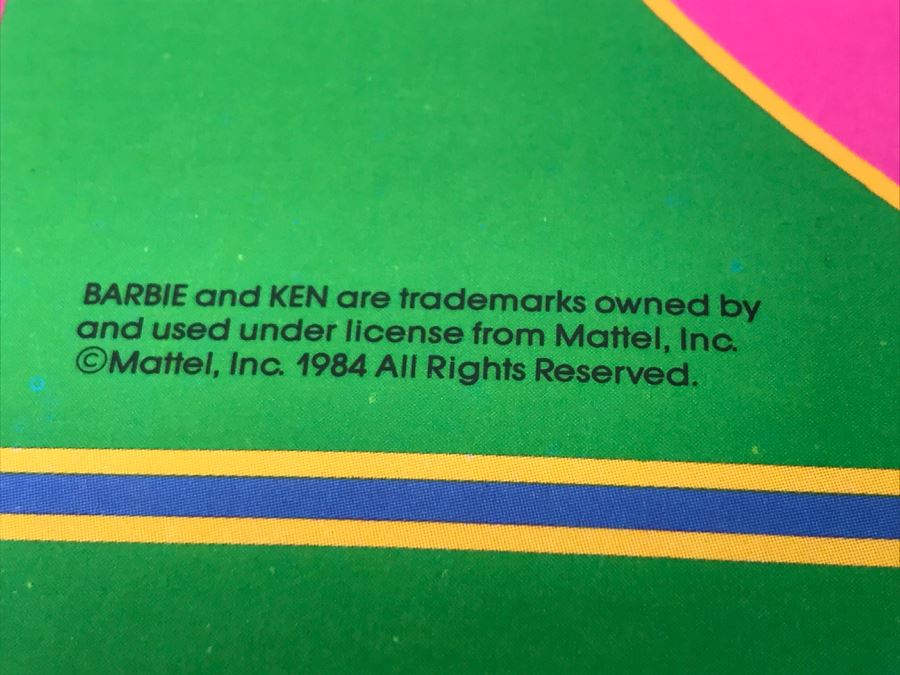 BARBIE and KEN are trademarks owned by
and used under license from Mattel, Inc.
©Mattel, Inc. 1984 All Rights Reserved.